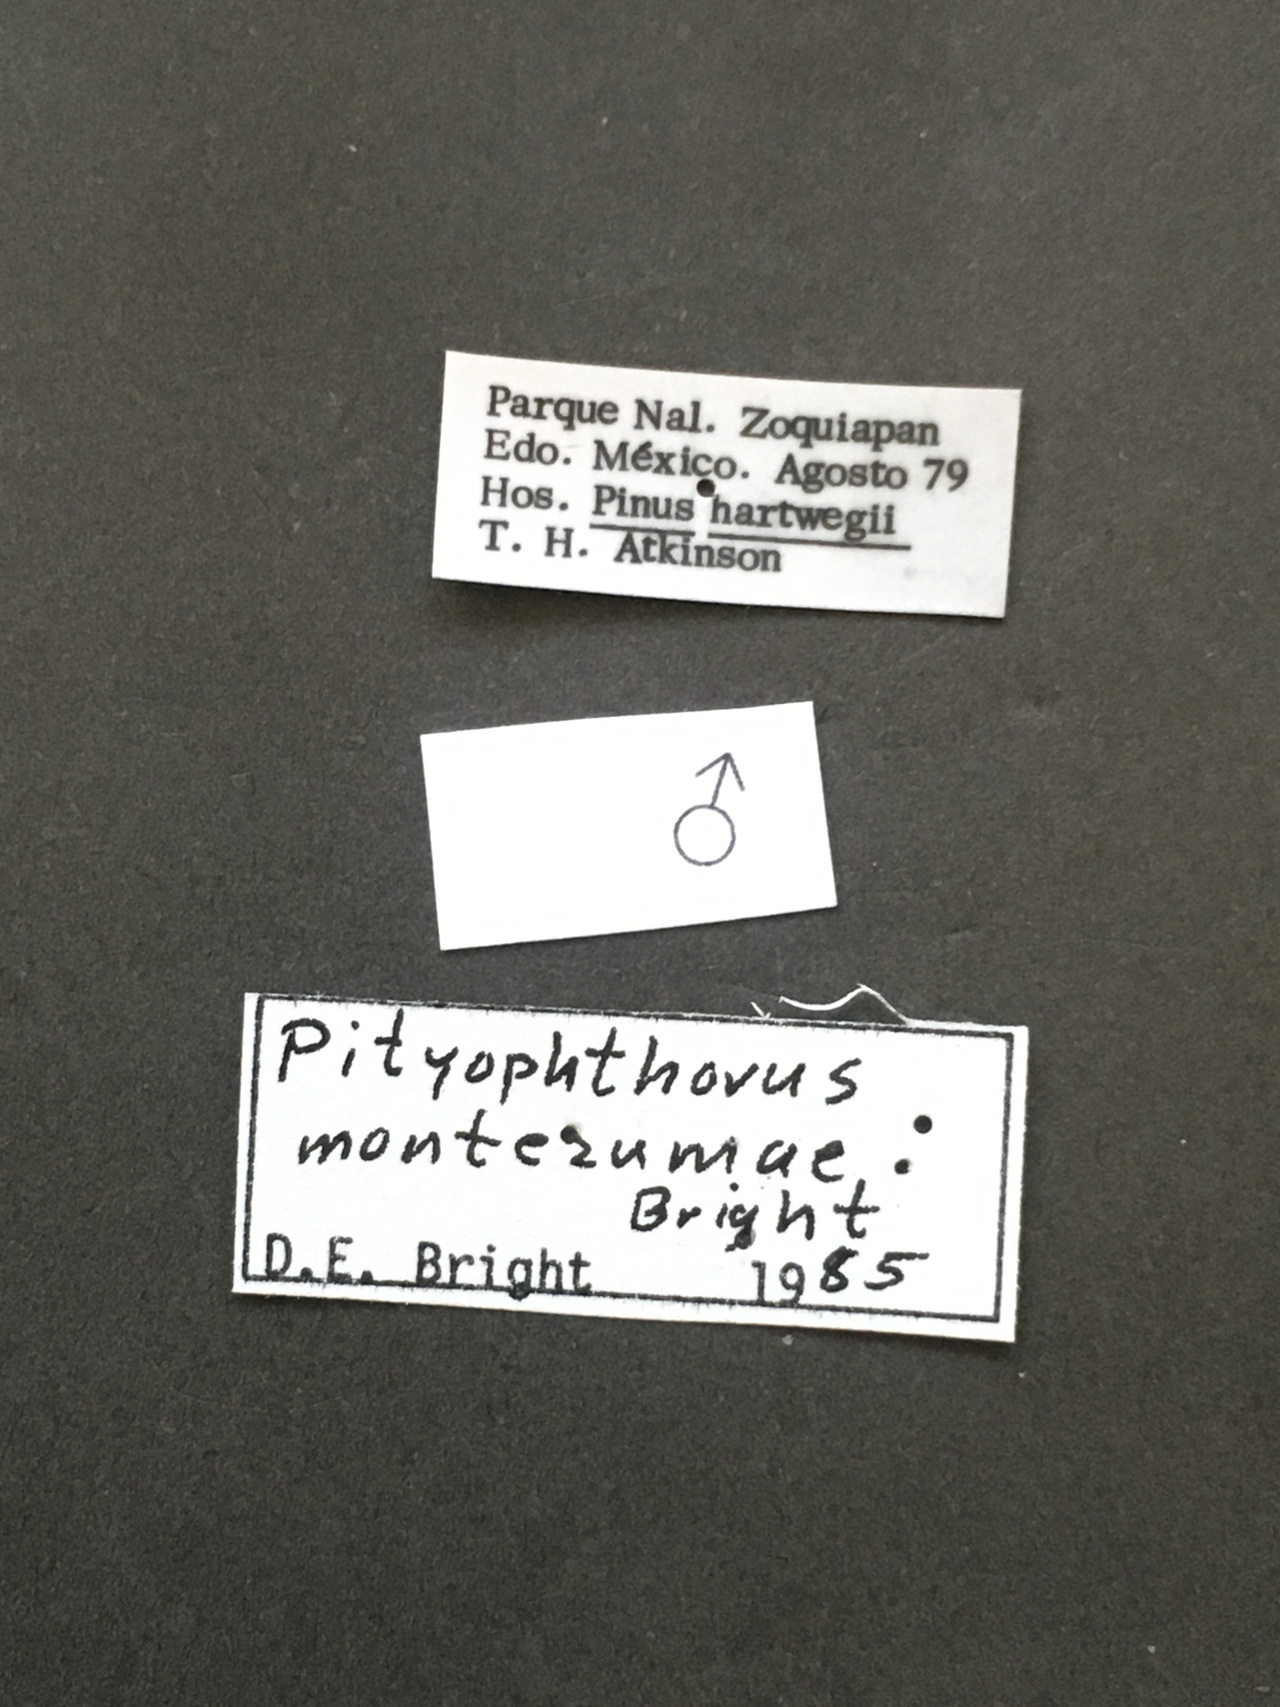 Parque Nal. Zoquiapan
Edo. México. Agosto 79
Hos. Pinus hartwegii
T. H. Atkinson
♂
Pityophthorus
montezumae
Bright
D.E. Bright 1985